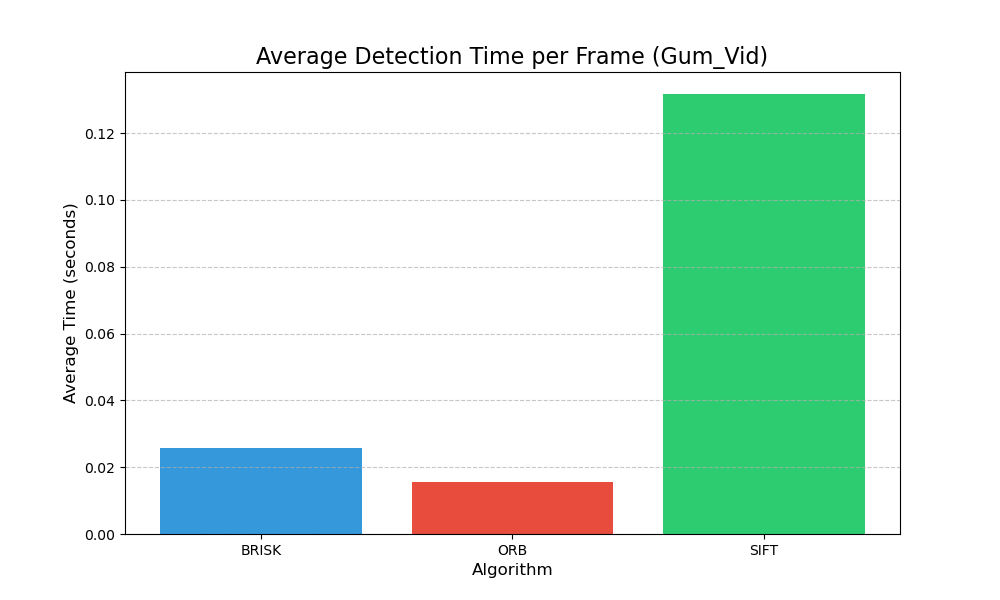 Average Detection Time per Frame (Gum_Vid)
Average Time (seconds)
0.12
0.10
0.08
0.06
0.04
0.02
0.00
BRISK ORB SIFT
Algorithm